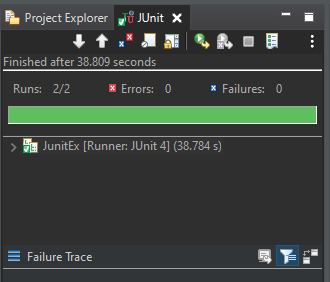 Project Explorer JUnit
Finished after 38.809 seconds
Runs: 2/2 Errors: 0 Failures: 0
JunitEx [Runner: JUnit 4] (38.784 s)
Failure Trace